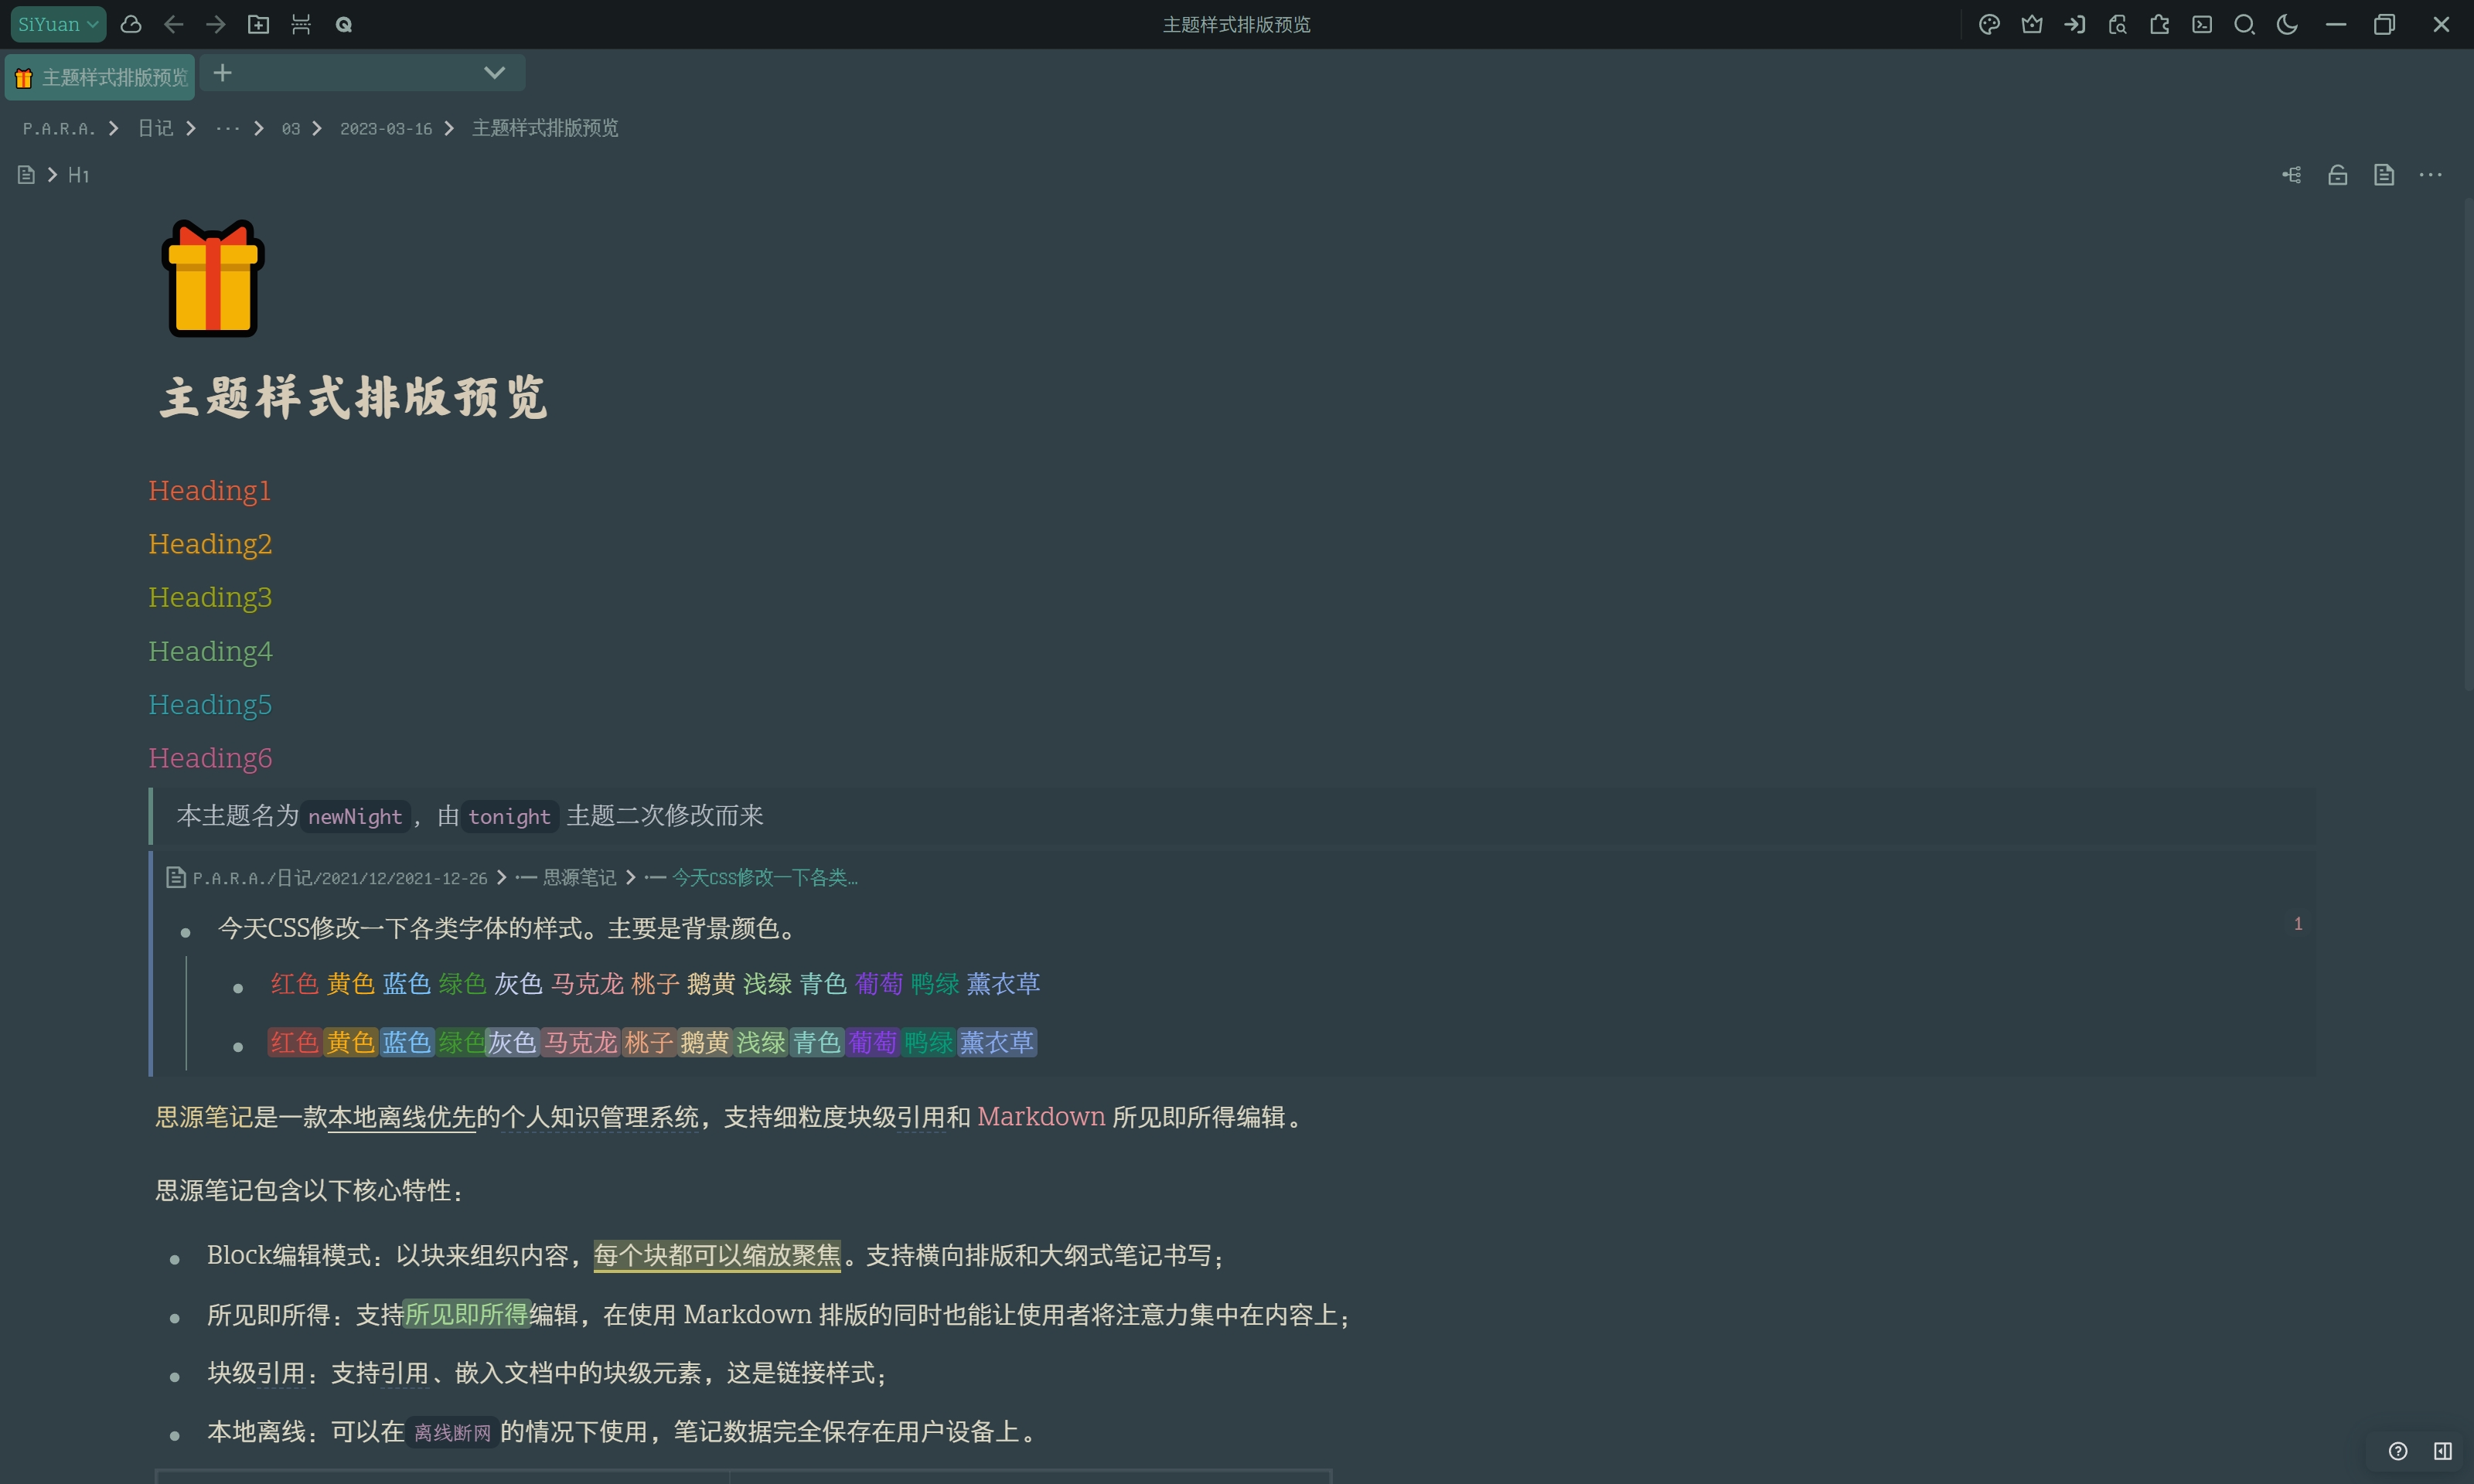 SiYuan
主题样式排版预览
主题样式排版预览
P.A.R.A. 日记 ··· 03 2023-03-16 主题样式排版预览
H1
主题样式排版预览
Heading1
Heading2
Heading3
Heading4
Heading5
Heading6
本主题名为 newNight ，由 tonight 主题二次修改而来
P.A.R.A./日记/2021/12/2021-12-26 思源笔记 今天CSS修改一下各类...
今天CSS修改一下各类字体的样式。主要是背景颜色。 1
红色 黄色 蓝色 绿色 灰色 马克龙 桃子 鹅黄 浅绿 青色 葡萄 鸭绿 薰衣草
红色 黄色 蓝色 绿色 灰色 马克龙 桃子 鹅黄 浅绿 青色 葡萄 鸭绿 薰衣草
思源笔记是一款本地离线优先的个人知识管理系统，支持细粒度块级引用和 Markdown 所见即所得编辑。
思源笔记包含以下核心特性：
Block编辑模式：以块来组织内容，每个块都可以缩放聚焦。支持横向排版和大纲式笔记书写；
所见即所得：支持所见即所得编辑，在使用 Markdown 排版的同时也能让使用者将注意力集中在内容上；
块级引用：支持引用、嵌入文档中的块级元素，这是链接样式；
本地离线：可以在 离线断网 的情况下使用，笔记数据完全保存在用户设备上。